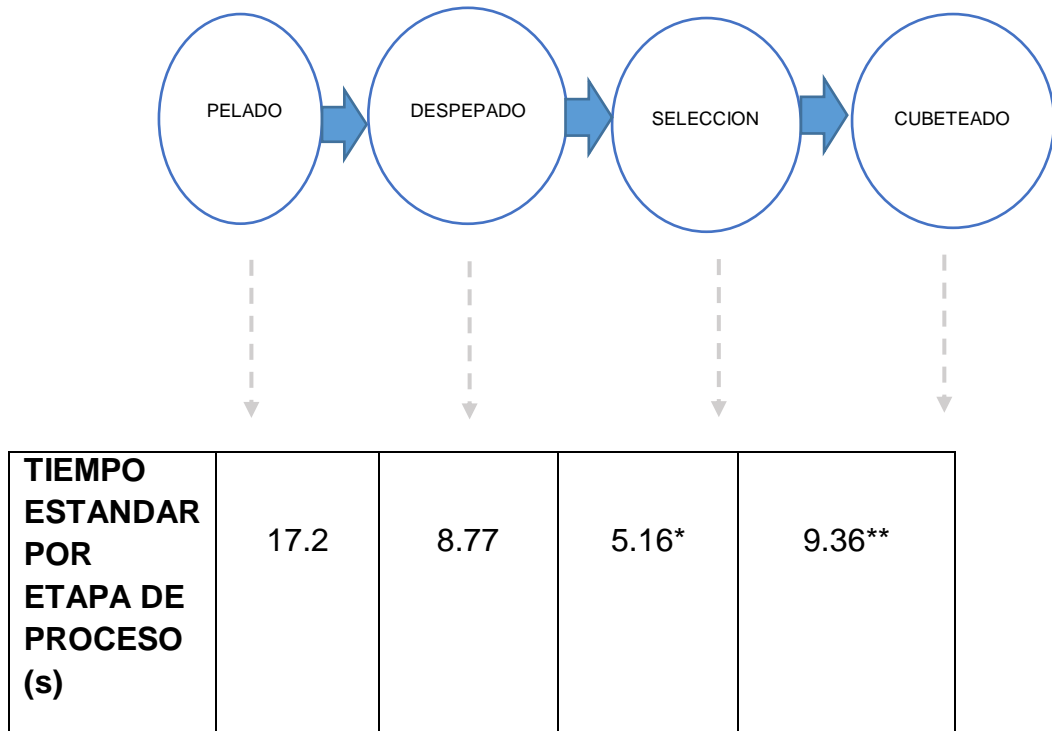 PELADO
DESPEPADO
SELECCION
CUBETEADO
TIEMPO
ESTANDAR
POR
ETAPA DE
PROCESO
(s)
17.2
8.77
5.16*
9.36**